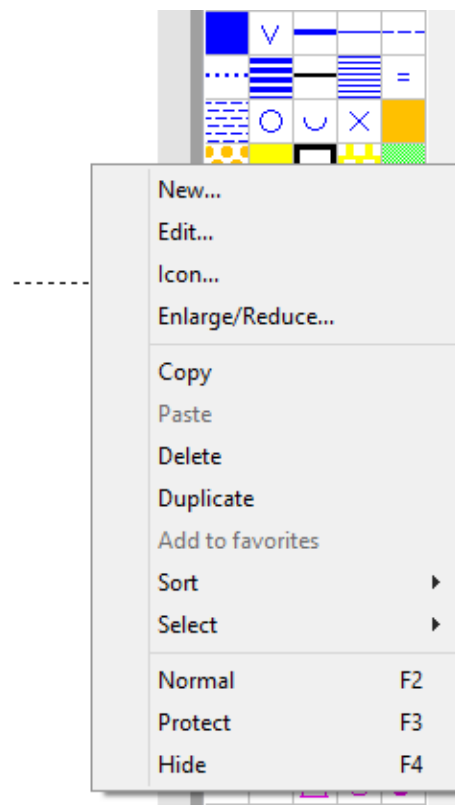 New...
Edit...
Icon...
Enlarge/Reduce...
Copy
Paste
Delete
Duplicate
Add to favorites
Sort
Select
Normal F2
Protect F3
Hide F4